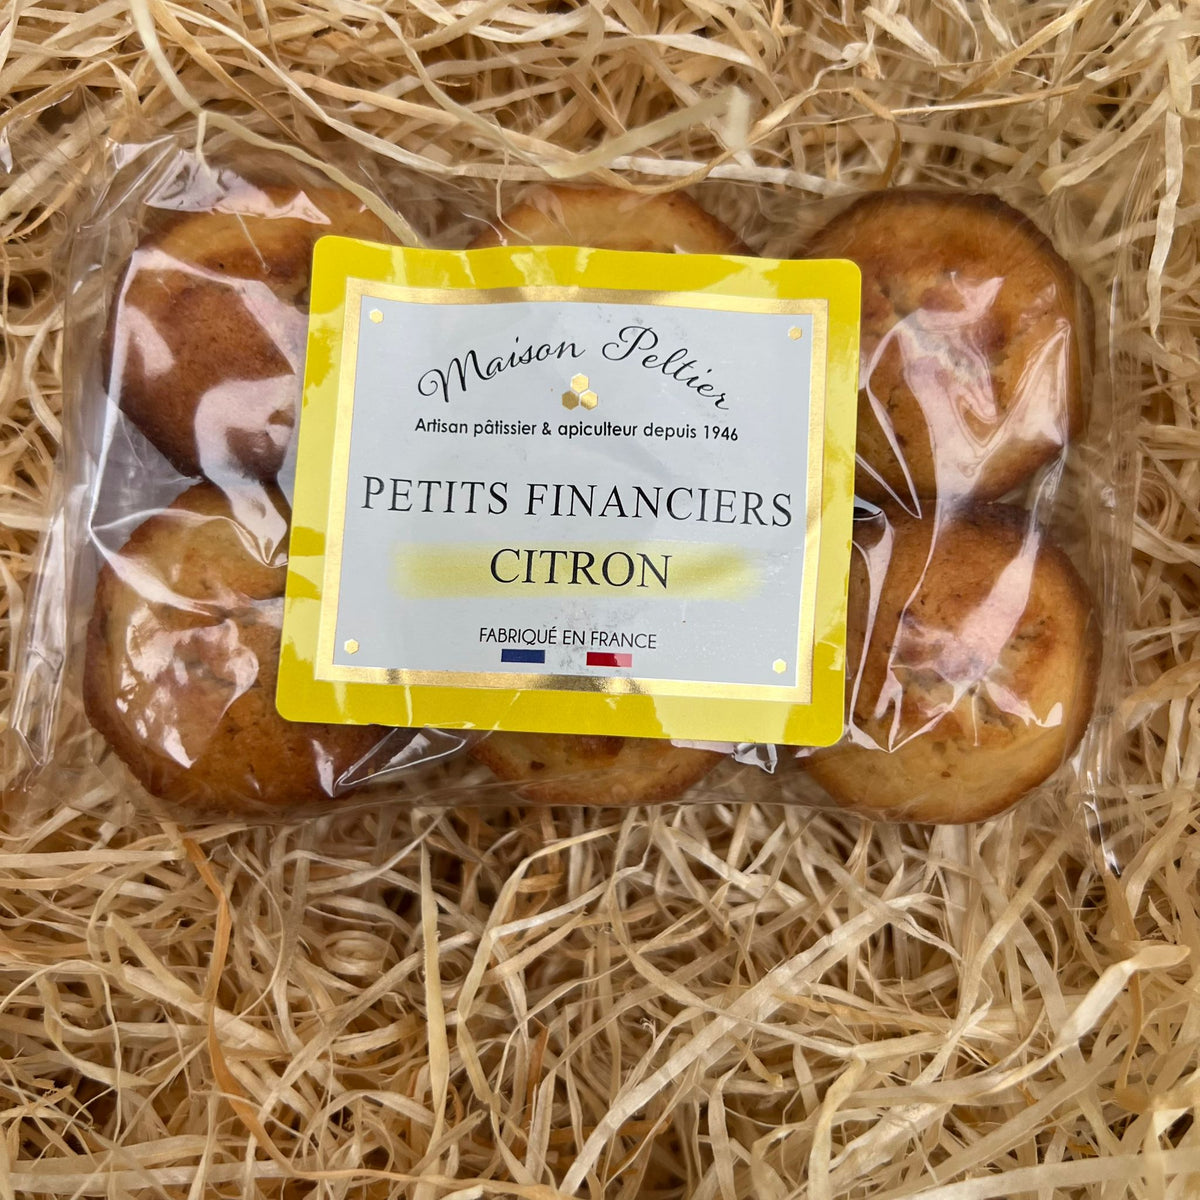 Maison Peltier
Artisan pâtissier & apiculteur depuis 1946
PETITS FINANCIERS
CITRON
FABRIQUÉ EN FRANCE